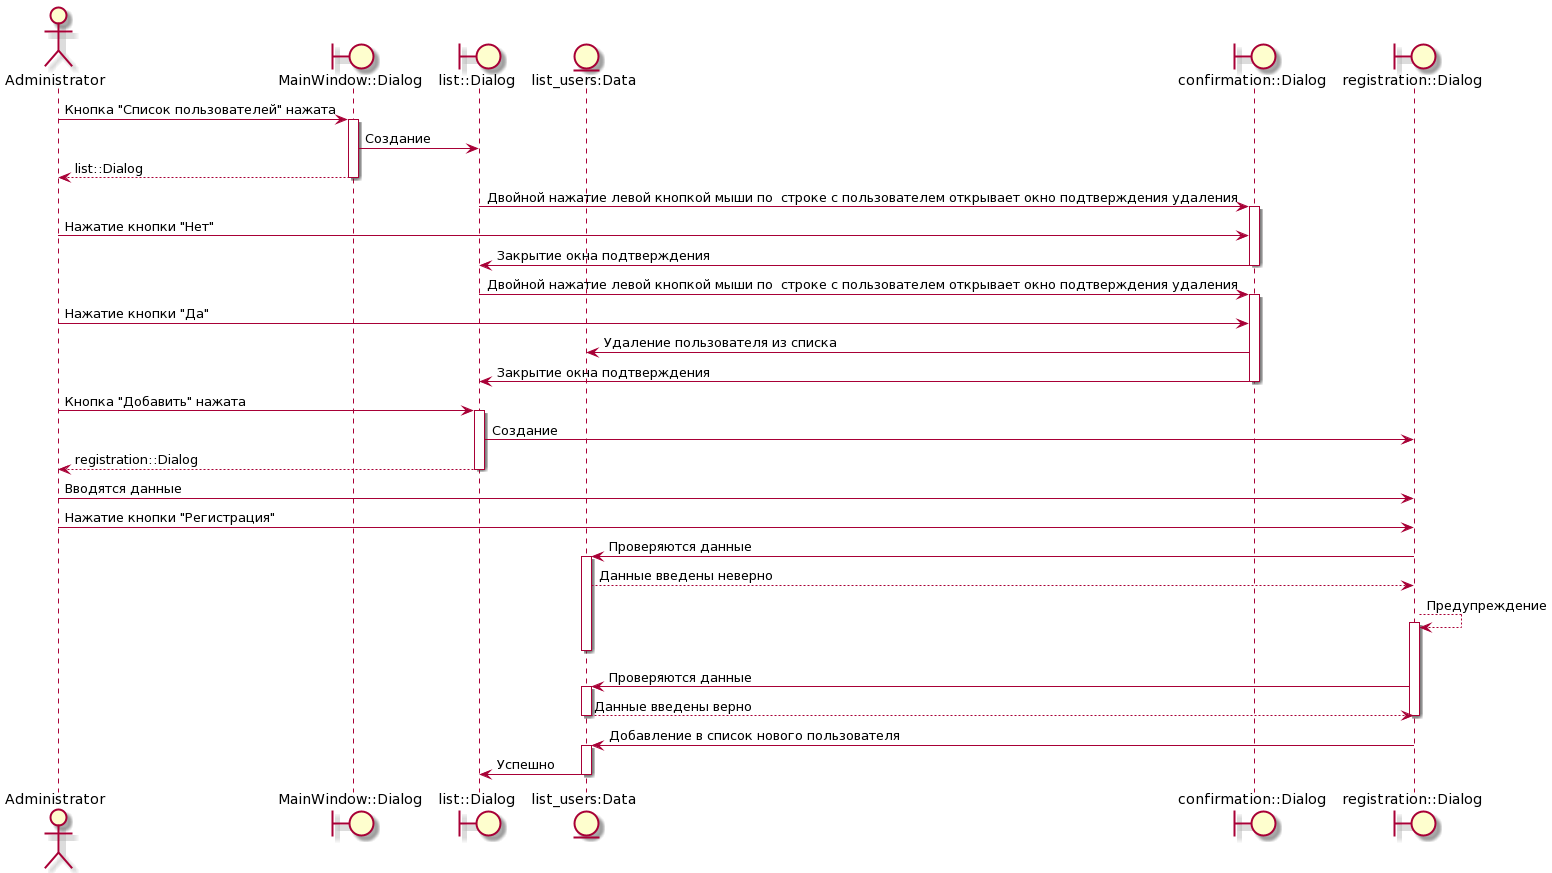 Administrator
MainWindow::Dialog
list::Dialog
list_users:Data
confirmation::Dialog
registration::Dialog
Кнопка "Список пользователей" нажата
Создание
list::Dialog
Двойной нажатие левой кнопкой мыши по  строке с пользователем открывает окно подтверждения удаления
Нажатие кнопки "Нет"
Закрытие окна подтверждения
Двойной нажатие левой кнопкой мыши по  строке с пользователем открывает окно подтверждения удаления
Нажатие кнопки "Да"
Удаление пользователя из списка
Закрытие окна подтверждения
Кнопка "Добавить" нажата
Создание
registration::Dialog
Вводятся данные
Нажатие кнопки "Регистрация"
Проверяются данные
Данные введены неверно
Предупреждение
Проверяются данные
Данные введены верно
Добавление в список нового пользователя
Успешно
Administrator
MainWindow::Dialog
list::Dialog
list_users:Data
confirmation::Dialog
registration::Dialog